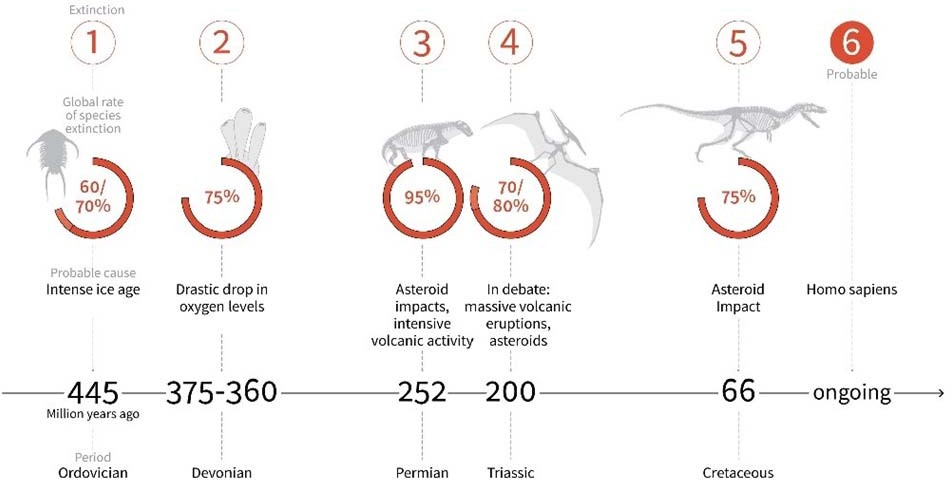 Extinction
1 2 3 4 5 6
Probable
Global rate
of species
extinction
60/
70%
75%
95%
70/
80%
75%
Probable cause
Intense ice age
Drastic drop in
oxygen levels
Asteroid
impacts,
intensive
volcanic activity
In debate:
massive volcanic
eruptions,
asteroids
Asteroid
Impact
Homo sapiens
445 375-360 252 200 66 ongoing
Million years ago
Period
Ordovician Devonian Permian Triassic Cretaceous